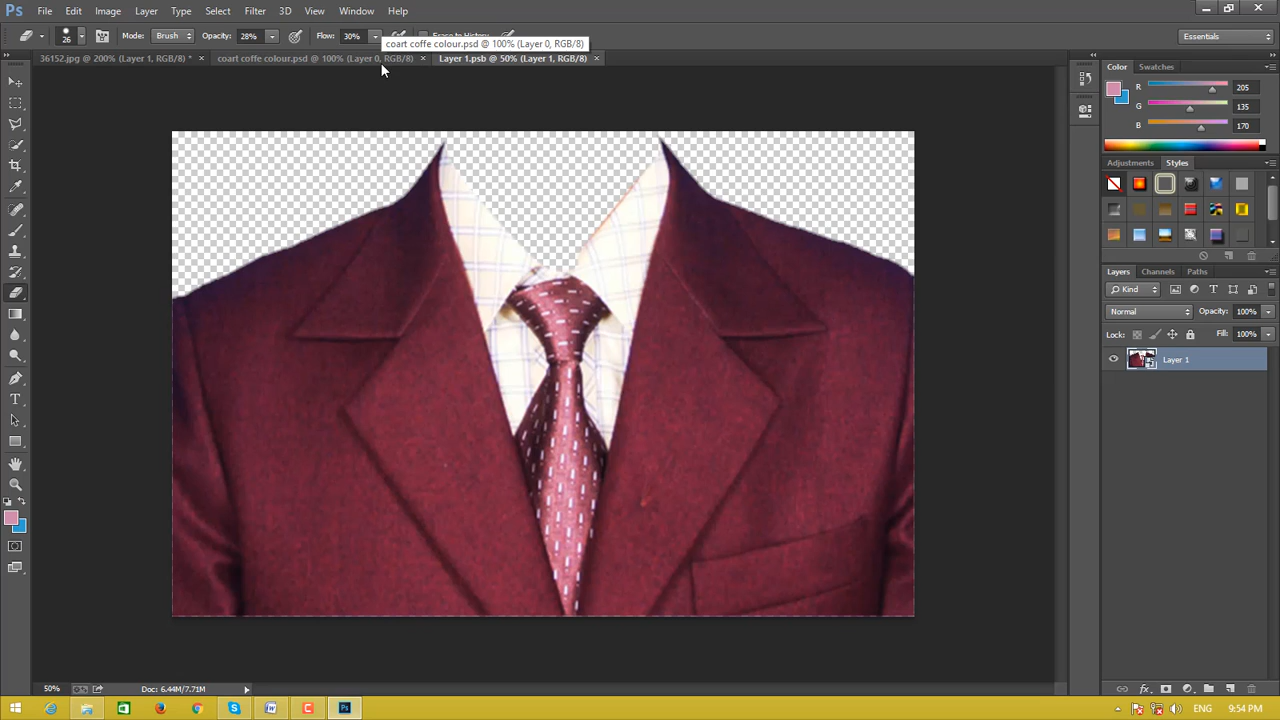 Ps File Edit Image Layer Type Select Filter 3D View Window Help
26 Mode: Brush Opacity: 28% Flow: 30% Erase to History Essentials
coart coffe colour.psd @ 100% (Layer 0, RGB/8)
36152.jpg @ 200% (Layer 1, RGB/8) * × coart coffe colour.psd @ 100% (Layer 0, RGB/8) × Layer 1.psb @ 50% (Layer 1, RGB/8) ×
Color Swatches
R 205
G 135
B 170
Adjustments Styles
Layers Channels Paths
Kind
Normal Opacity: 100%
Lock: Fill: 100%
Layer 1
50% Doc: 6.44M/7.71M
ENG 9:54 PM